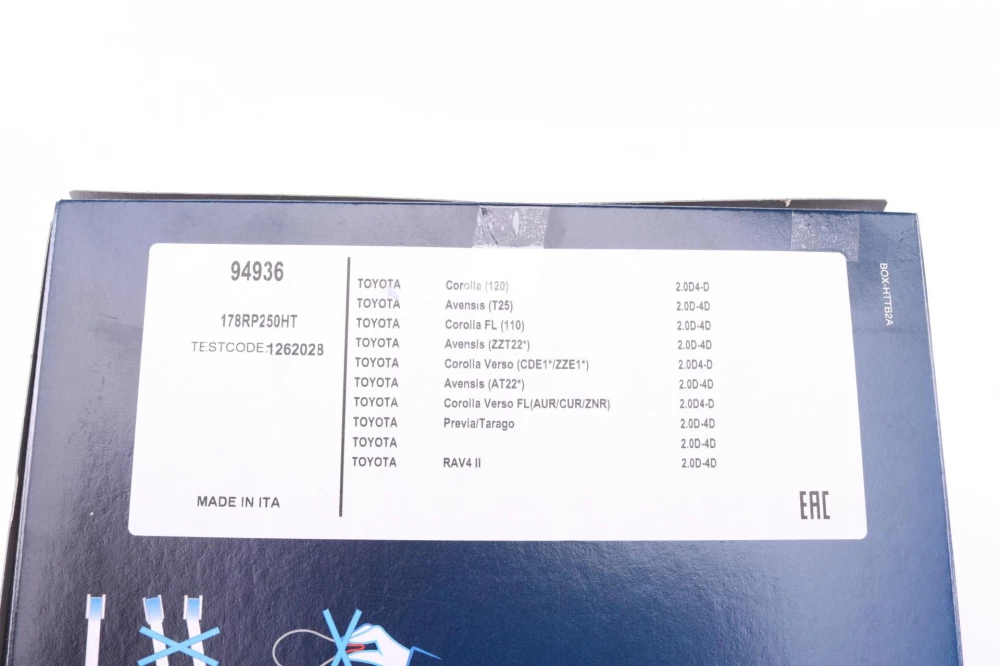 94936
178RP250HT
TESTCODE:1262028
MADE IN ITA
TOYOTA Corolla (120) 2.0D4-D
TOYOTA Avensis (T25) 2.0D-4D
TOYOTA Corolla FL (110) 2.0D-4D
TOYOTA Avensis (ZZT22*) 2.0D-4D
TOYOTA Corolla Verso (CDE1*/ZZE1*) 2.0D4-D
TOYOTA Avensis (AT22*) 2.0D-4D
TOYOTA Corolla Verso FL(AUR/CUR/ZNR) 2.0D4-D
TOYOTA Previa/Tarago 2.0D-4D
TOYOTA 2.0D-4D
TOYOTA RAV4 II 2.0D-4D
EAC
BOX-HTTB2A